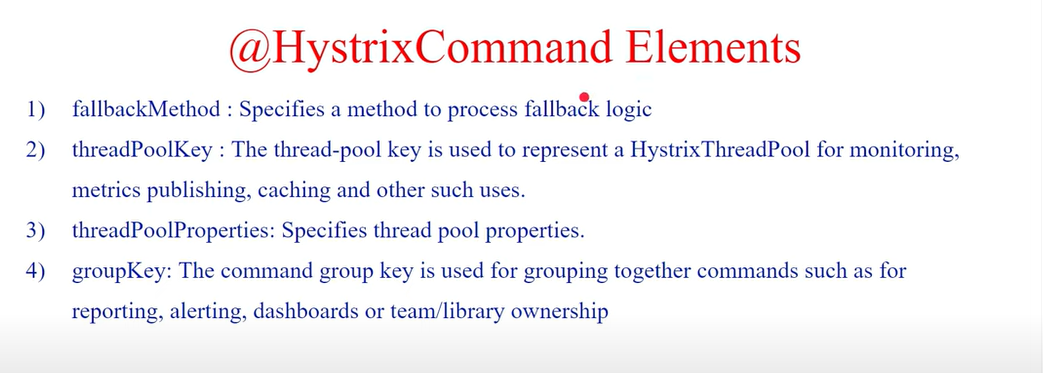 @HystrixCommand Elements
1) fallbackMethod : Specifies a method to process fallback logic
2) threadPoolKey : The thread-pool key is used to represent a HystrixThreadPool for monitoring,
metrics publishing, caching and other such uses.
3) threadPoolProperties: Specifies thread pool properties.
4) groupKey: The command group key is used for grouping together commands such as for
reporting, alerting, dashboards or team/library ownership